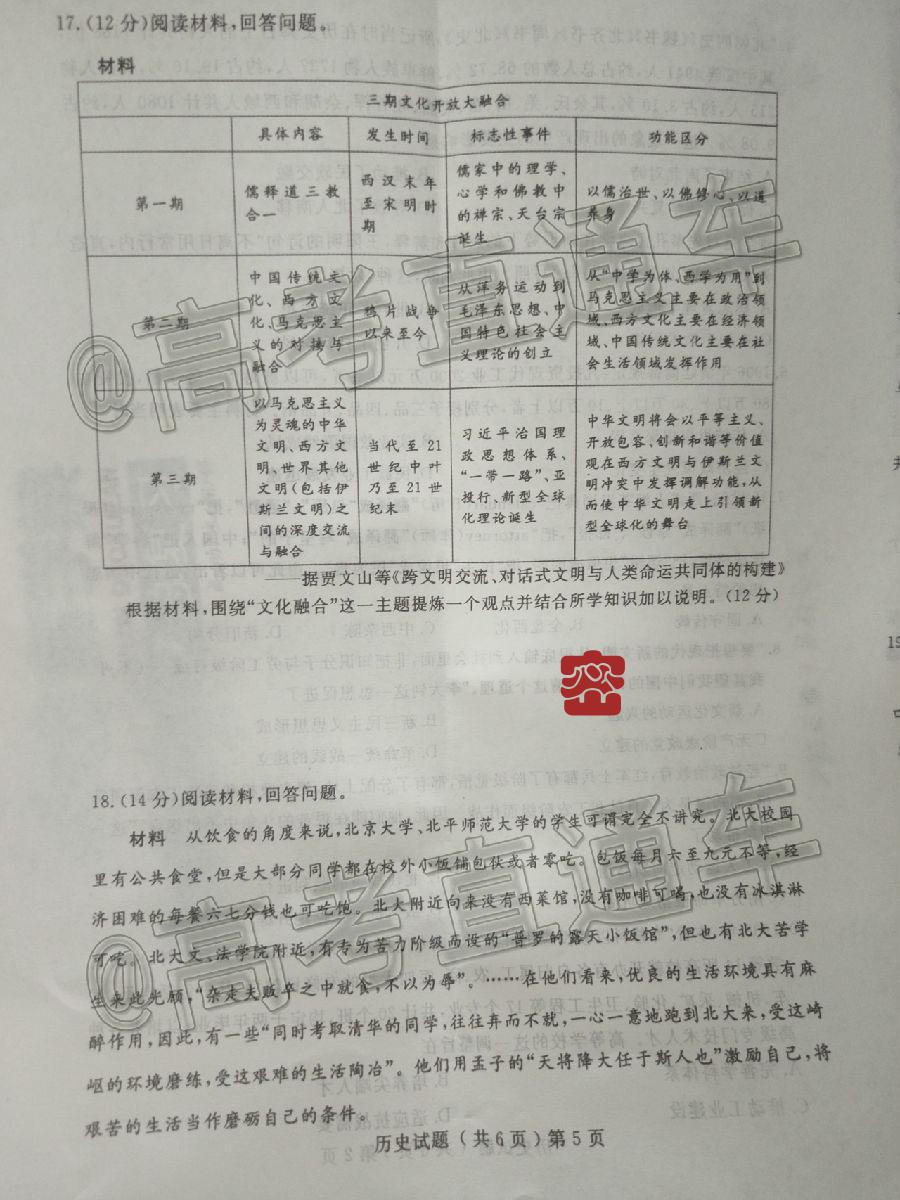 17.(12 分)阅读材料,回答问题。
材料
三期文化开放大融合
具体内容 发生时间 标志性事件 功能区分
第一期
儒释道三教
合一
西汉末年
至宋明时
期
儒家中的理学、
心学和佛教中
的禅宗、天台宗
诞生
以儒治世、以佛修心、以道
养身
第二期
中国传统文
化、西方文
化、马克思主
义的对接与
融合
鸦片战争
以来至今
从洋务运动到
毛泽东思想、中
国特色社会主
义理论的创立
从“中学为体、西学为用”到
马克思主义主要在政治领
域、西方文化主要在经济领
域、中国传统文化主要在社
会生活领域发挥作用
第三期
以马克思主义
为灵魂的中华
文明、西方文
明、世界其他
文明(包括伊
斯兰文明)之
间的深度交流
与融合
当代至21
世纪中叶
乃至21世
纪末
习近平治国理
政思想体系、
“一带一路”、亚
投行、新型全球
化理论诞生
中华文明将会以平等主义、
开放包容、创新和谐等价值
观在西方文明与伊斯兰文
明冲突中发挥调解功能,从
而使中华文明走上引领新
型全球化的舞台
据贾文山等《跨文明交流、对话式文明与人类命运共同体的构建》
根据材料,围绕“文化融合”这一主题提炼一个观点并结合所学知识加以说明。(12 分)
18.(14 分)阅读材料,回答问题。
材料 从饮食的角度来说,北京大学、北平师范大学的学生可谓完全不讲究。北大校园
里有公共食堂,但是大部分同学都在校外小饭铺包伙或者零吃。包饭每月六至九元不等,经
济困难的每餐六七分钱也可吃饱。北大附近向来没有西菜馆,没有咖啡可喝,也没有冰淇淋
可吃。北大文、法学院附近,有专为苦力阶级而设的“普罗的露天小饭馆”,但也有北大苦学
生来此光顾,“杂走夫贩卒之中就食,不以为辱”。……在他们看来,优良的生活环境具有麻
醉作用,因此,有一些“同时考取清华的同学,往往弃而不就,一心一意地跑到北大来,受这崎
岖的环境磨练,受这艰难的生活陶冶”。他们用孟子的“天将降大任于斯人也”激励自己,将
艰苦的生活当作磨砺自己的条件。
历史试题(共6页)第5页
@高考直通车
@高考直通车